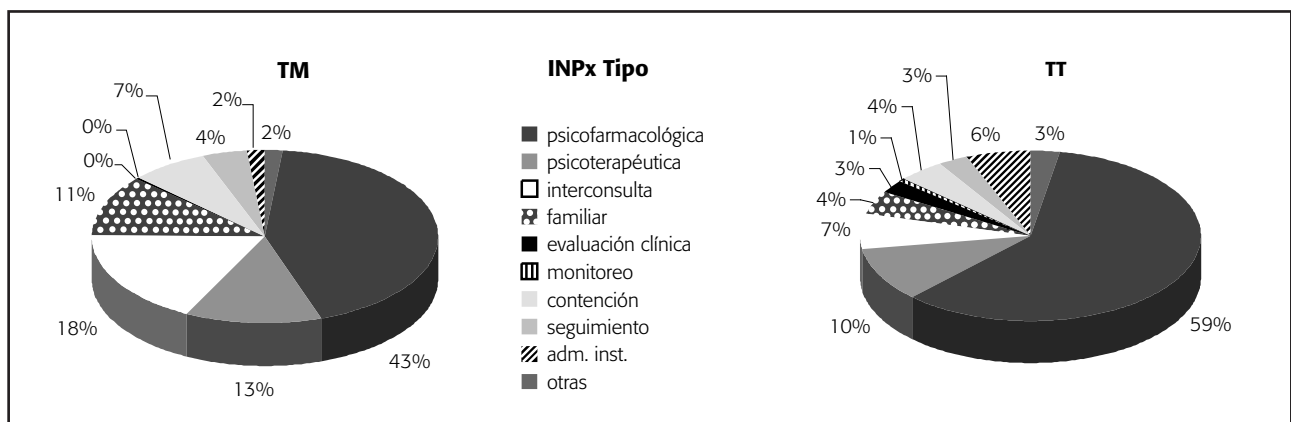 TM
7%
0%
0%
11%
18%
13%
43%
4%
2%
2%
INPx Tipo
psicofarmacológica
psicoterapéutica
interconsulta
familiar
evaluación clínica
monitoreo
contención
seguimiento
adm. inst.
otras
TT
3%
4%
1%
3%
4%
7%
10%
59%
6%
3%